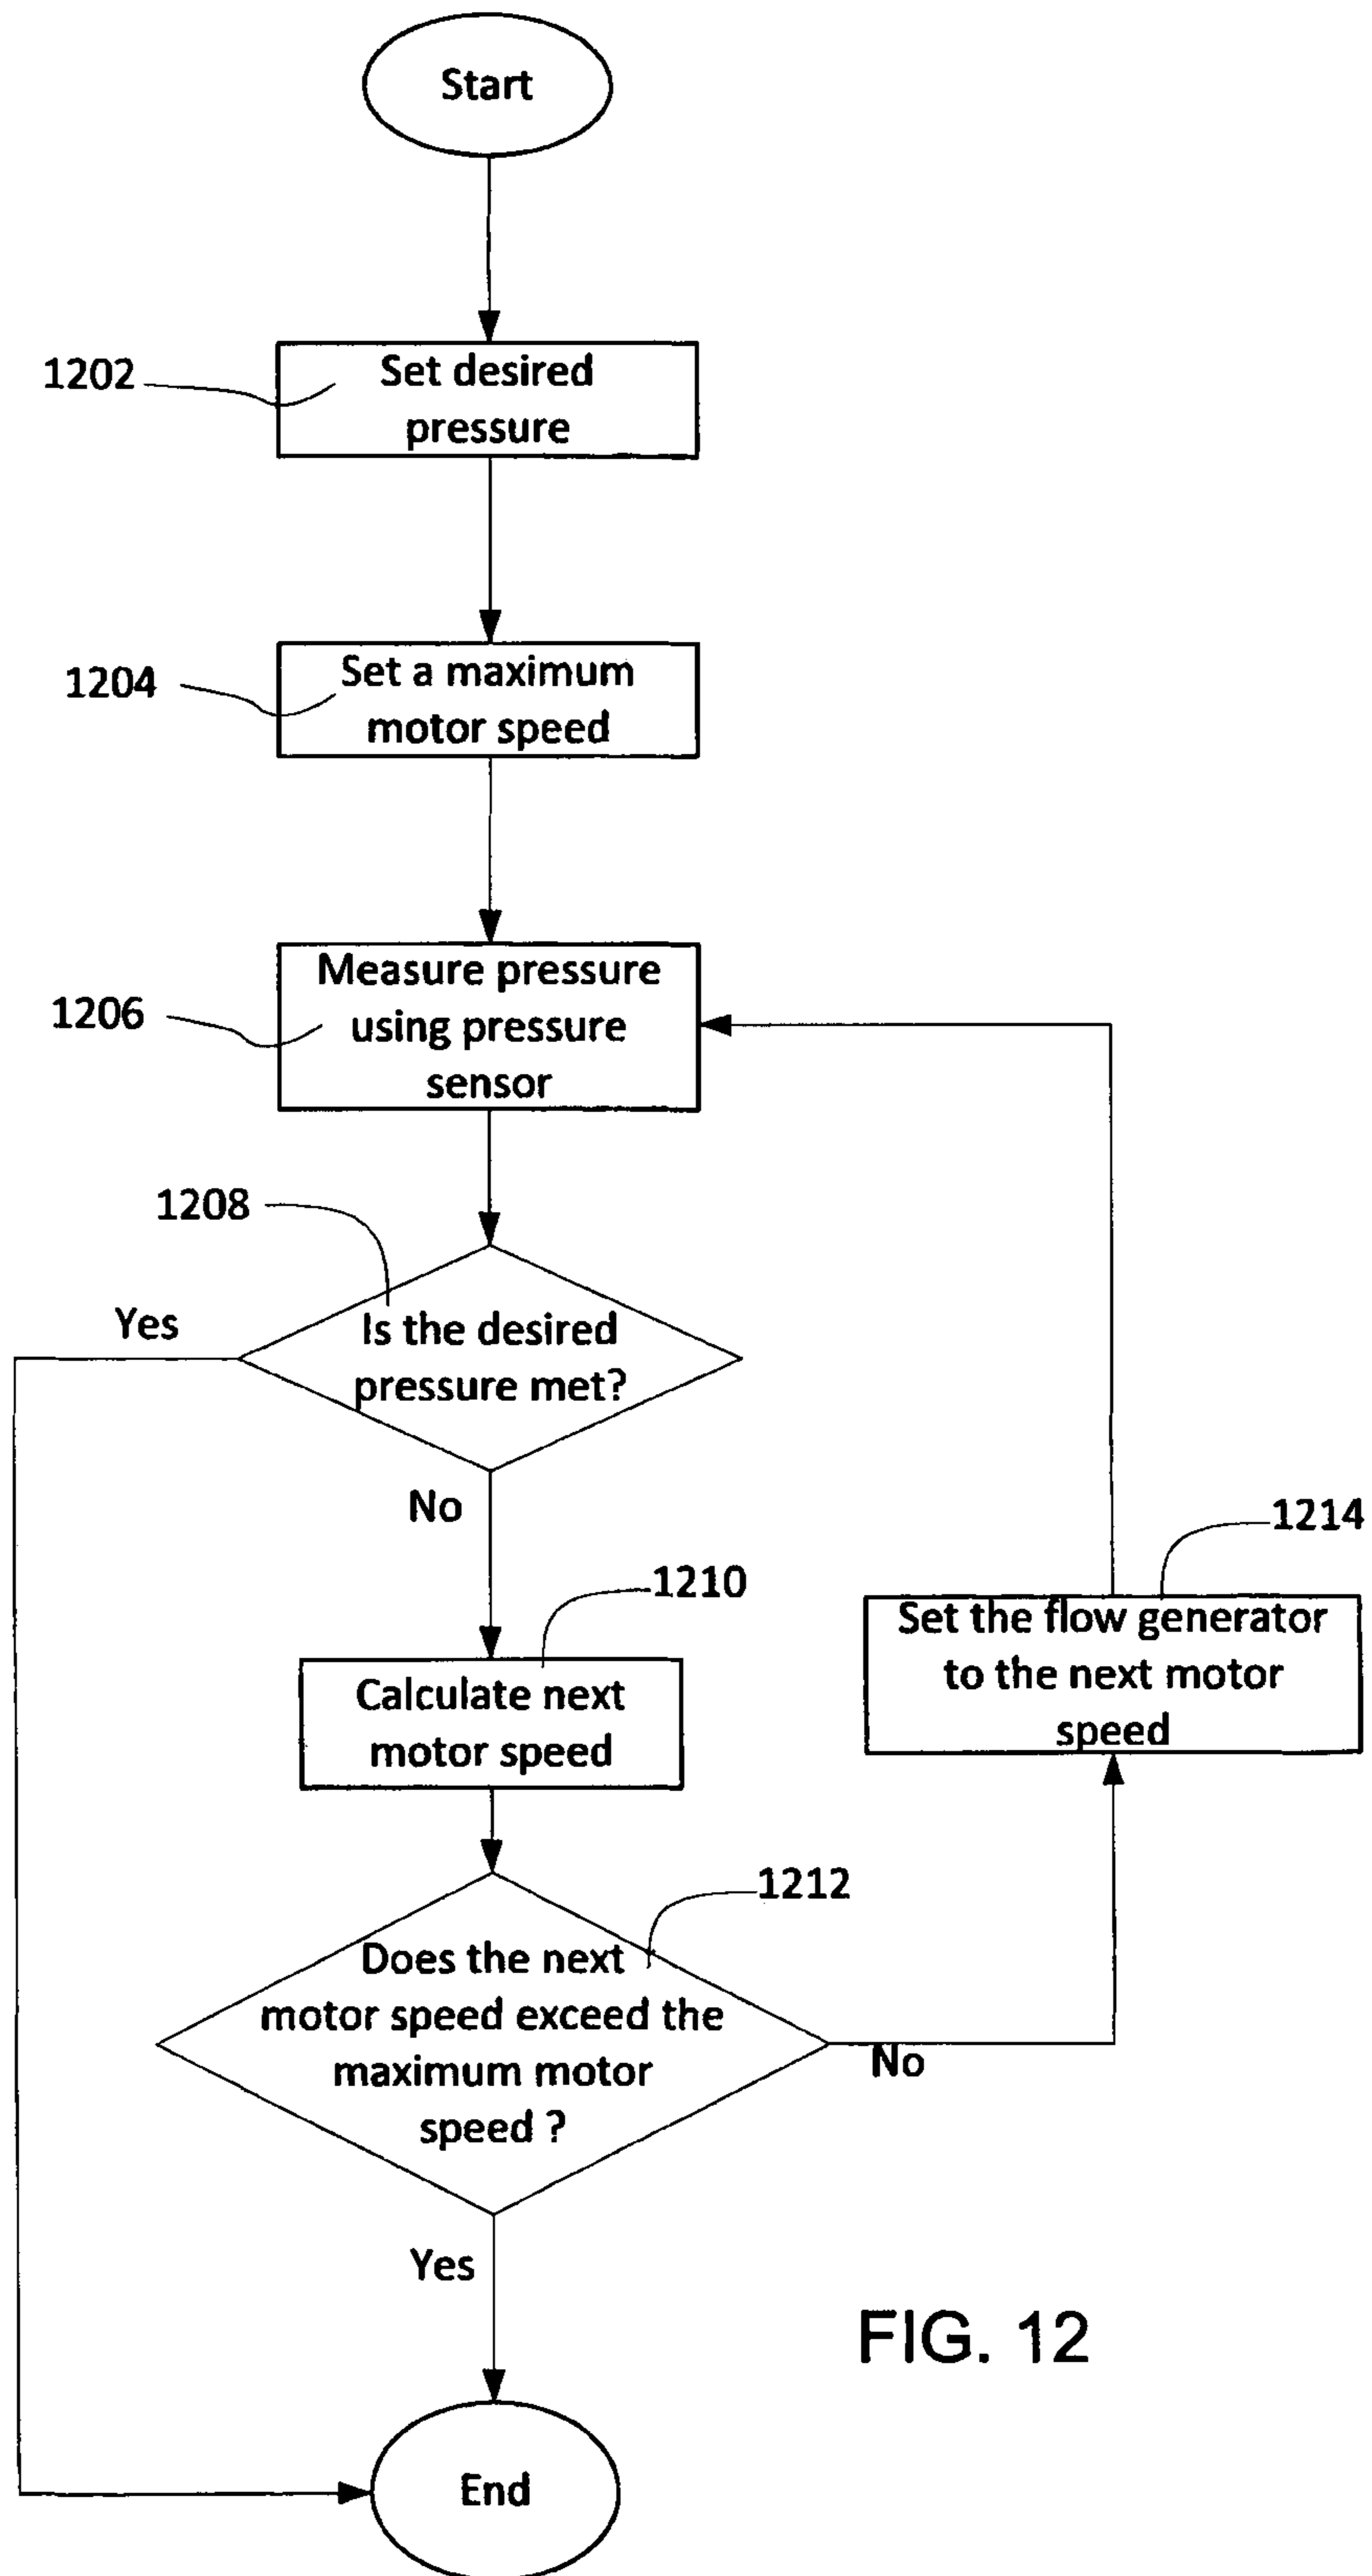 Start
1202
Set desired
pressure
1204
Set a maximum
motor speed
1206
Measure pressure
using pressure
sensor
1208
Yes
Is the desired
pressure met?
No
1210
Calculate next
motor speed
1214
Set the flow generator
to the next motor
speed
1212
Does the next
motor speed exceed the
maximum motor
speed ?
No
Yes
End
FIG. 12